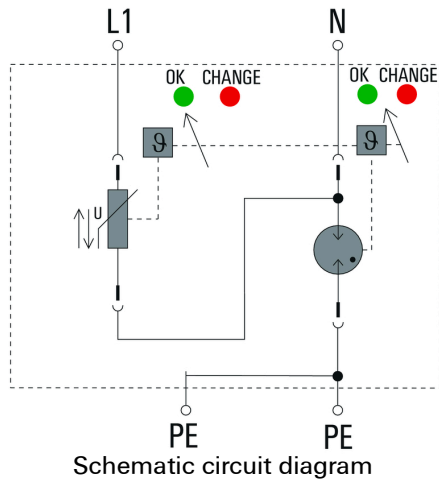 L1 N
OK CHANGE OK CHANGE
ϑ ϑ
U
PE PE
Schematic circuit diagram